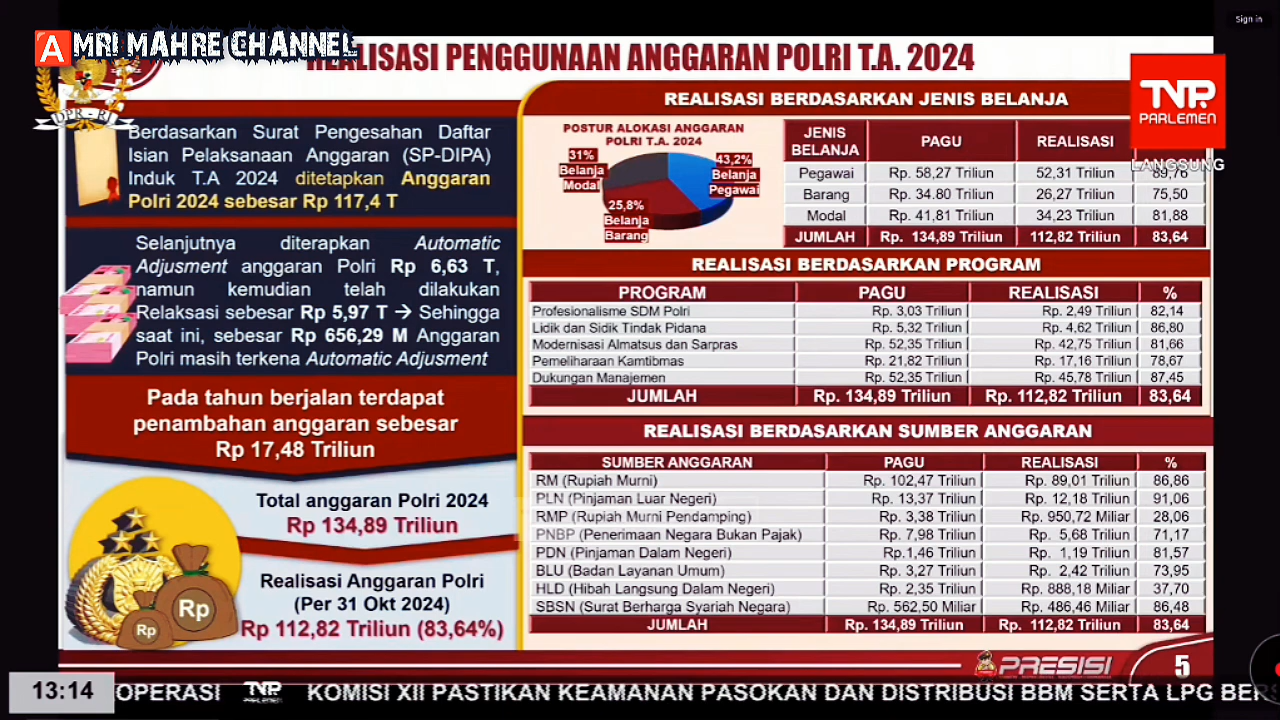 Sign in
AMRI MAHRE CHANNEL
REALISASI PENGGUNAAN ANGGARAN POLRI T.A. 2024
DPR - RI
TVP
PARLEMEN
LANGSUNG
Berdasarkan Surat Pengesahan Daftar
Isian Pelaksanaan Anggaran (SP-DIPA)
Induk T.A 2024 ditetapkan Anggaran
Polri 2024 sebesar Rp 117,4 T
Selanjutnya diterapkan Automatic
Adjusment anggaran Polri Rp 6,63 T,
namun kemudian telah dilakukan
Relaksasi sebesar Rp 5,97 T → Sehingga
saat ini, sebesar Rp 656,29 M Anggaran
Polri masih terkena Automatic Adjusment
Pada tahun berjalan terdapat
penambahan anggaran sebesar
Rp 17,48 Triliun
Total anggaran Polri 2024
Rp 134,89 Triliun
Realisasi Anggaran Polri
(Per 31 Okt 2024)
Rp 112,82 Triliun (83,64%)
Rp
Rp
REALISASI BERDASARKAN JENIS BELANJA
POSTUR ALOKASI ANGGARAN
POLRI T.A. 2024
31%
Belanja
Modal
43,2%
Belanja
Pegawai
25,8%
Belanja
Barang
JENIS BELANJA PAGU REALISASI
Pegawai Rp. 58,27 Triliun 52,31 Triliun 89,76
Barang Rp. 34.80 Triliun 26,27 Triliun 75,50
Modal Rp. 41,81 Triliun 34,23 Triliun 81,88
JUMLAH Rp. 134,89 Triliun 112,82 Triliun 83,64
REALISASI BERDASARKAN PROGRAM
PROGRAM PAGU REALISASI %
Profesionalisme SDM Polri Rp. 3,03 Triliun Rp. 2,49 Triliun 82,14
Lidik dan Sidik Tindak Pidana Rp. 5,32 Triliun Rp. 4,62 Triliun 86,80
Modernisasi Almatsus dan Sarpras Rp. 52,35 Triliun Rp. 42,75 Triliun 81,66
Pemeliharaan Kamtibmas Rp. 21,82 Triliun Rp. 17,16 Triliun 78,67
Dukungan Manajemen Rp. 52,35 Triliun Rp. 45,78 Triliun 87,45
JUMLAH Rp. 134,89 Triliun Rp. 112,82 Triliun 83,64
REALISASI BERDASARKAN SUMBER ANGGARAN
SUMBER ANGGARAN PAGU REALISASI %
RM (Rupiah Murni) Rp. 102,47 Triliun Rp. 89,01 Triliun 86,86
PLN (Pinjaman Luar Negeri) Rp. 13,37 Triliun Rp. 12,18 Triliun 91,06
RMP (Rupiah Murni Pendamping) Rp. 3,38 Triliun Rp. 950,72 Miliar 28,06
PNBP (Penerimaan Negara Bukan Pajak) Rp. 7,98 Triliun Rp. 5,68 Triliun 71,17
PDN (Pinjaman Dalam Negeri) Rp.1,46 Triliun Rp. 1,19 Triliun 81,57
BLU (Badan Layanan Umum) Rp. 3,27 Triliun Rp. 2,42 Triliun 73,95
HLD (Hibah Langsung Dalam Negeri) Rp. 2,35 Triliun Rp. 888,18 Miliar 37,70
SBSN (Surat Berharga Syariah Negara) Rp. 562,50 Miliar Rp. 486,46 Miliar 86,48
JUMLAH Rp. 134,89 Triliun Rp. 112,82 Triliun 83,64
PRESISI 5
13:14 OPERASI TVP PARLEMEN KOMISI XII PASTIKAN KEAMANAN PASOKAN DAN DISTRIBUSI BBM SERTA LPG BERS